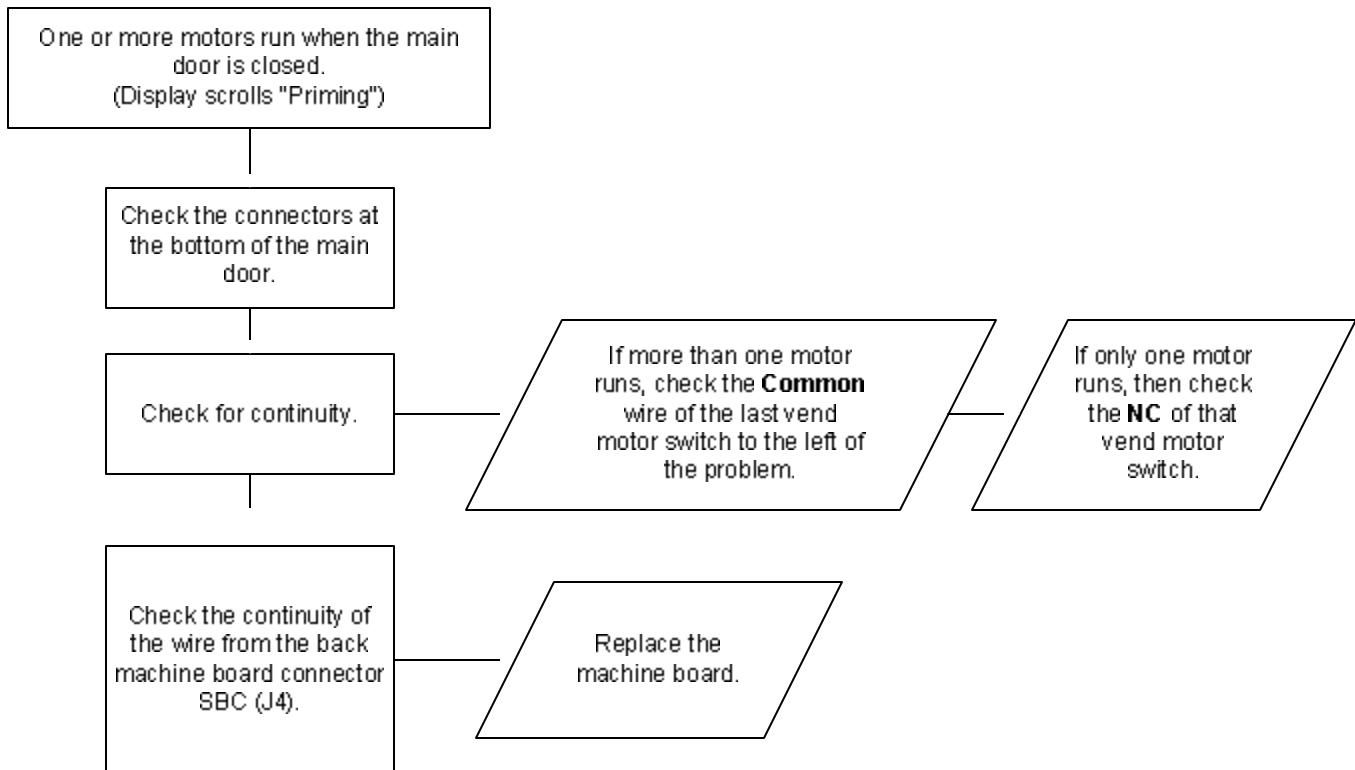 One or more motors run when the main
door is closed.
(Display scrolls "Priming")
Check the connectors at
the bottom of the main
door.
Check for continuity.
If more than one motor
runs, check the Common
wire of the last vend
motor switch to the left of
the problem.
If only one motor
runs, then check
the NC of that
vend motor
switch.
Check the continuity of
the wire from the back
machine board connector
SBC (J4).
Replace the
machine board.